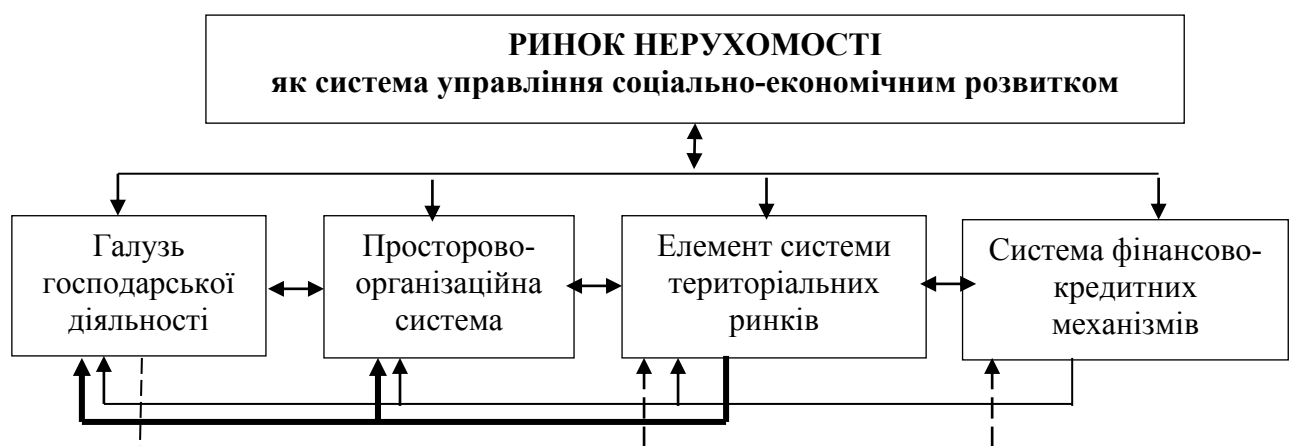 РИНОК НЕРУХОМОСТІ
як система управління соціально-економічним розвитком
Галузь
господарської
діяльності
Просторово-
організаційна
система
Елемент системи
територіальних
ринків
Система фінансово-
кредитних
механізмів